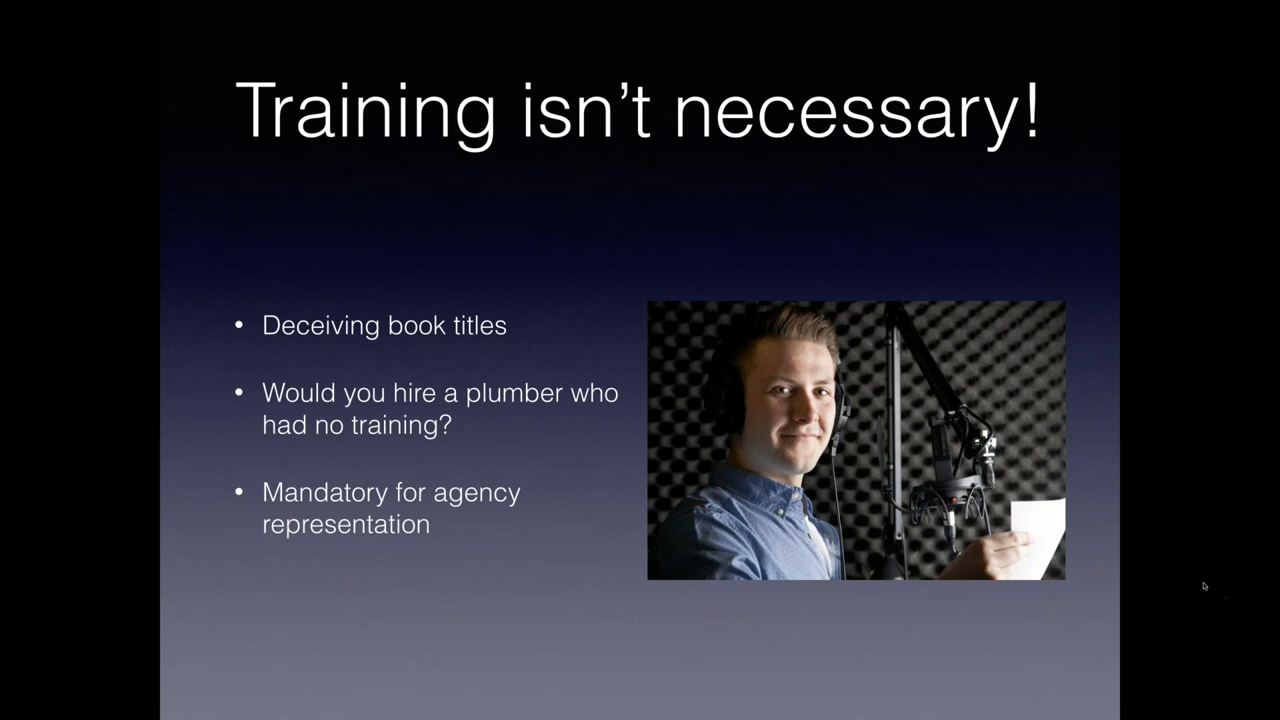 Training isn’t necessary!
• Deceiving book titles
• Would you hire a plumber who
had no training?
• Mandatory for agency
representation